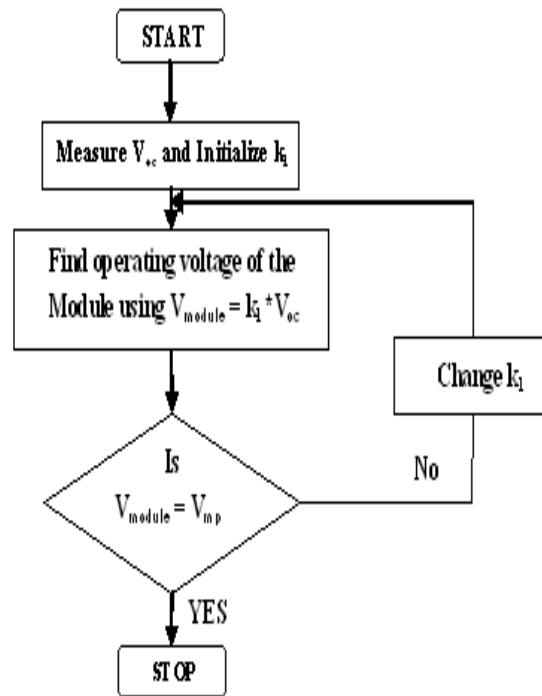 START
Measure Vₒc and Initialize k₁
Find operating voltage of the
Module using Vmodule = k₁ *Vₒc
Change k₁
Is
Vmodule = Vmp
No
YES
STOP